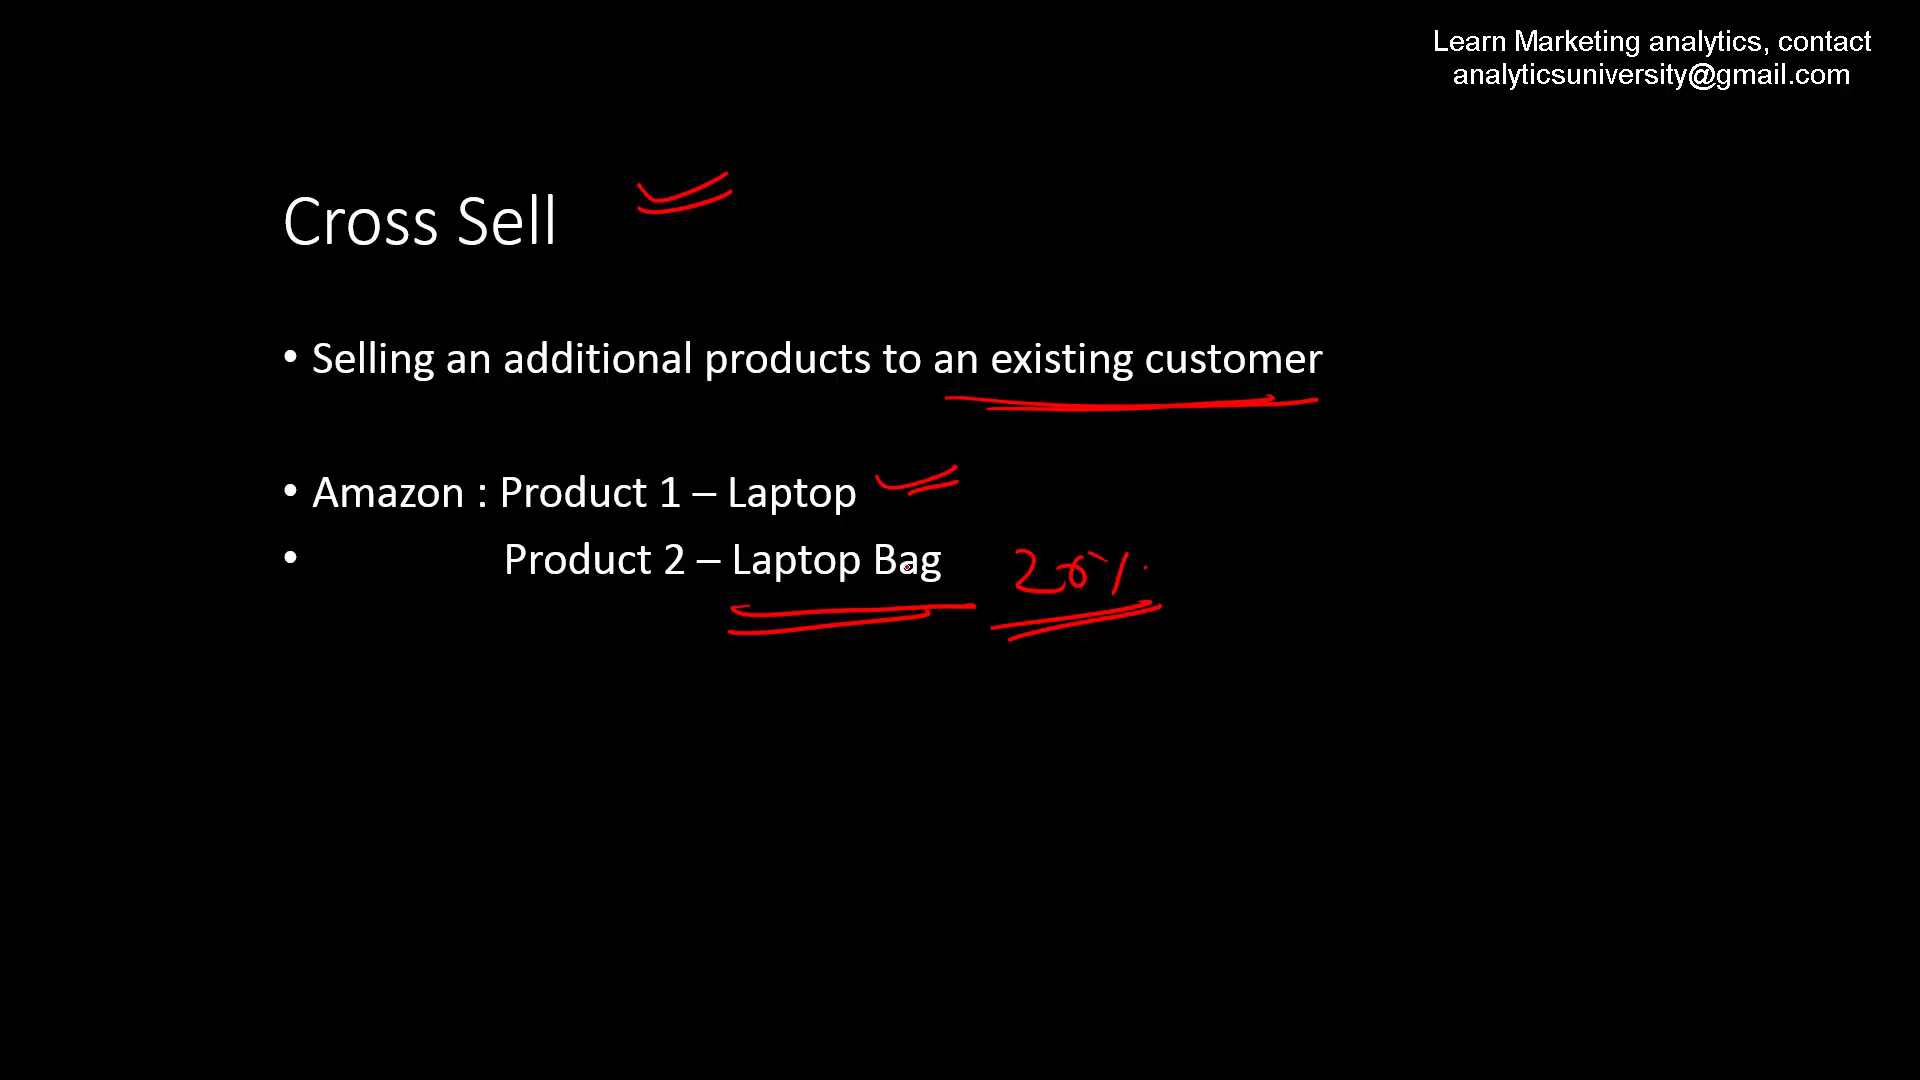 Learn Marketing analytics, contact
analyticsuniversity@gmail.com
Cross Sell
• Selling an additional products to an existing customer
• Amazon : Product 1 – Laptop
• Product 2 – Laptop Bag 20%